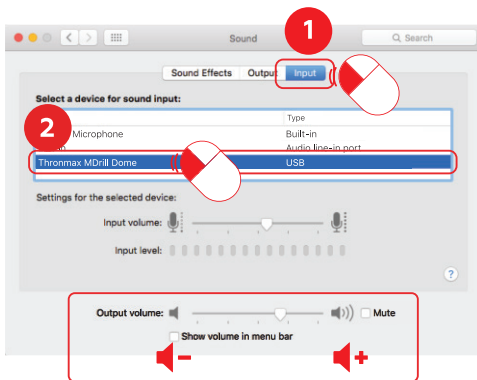 1
Sound
Search
Sound Effects Output Input
Select a device for sound input:
2
Type
Microphone Built-in
Audio line-in port
Thronmax MDrill Dome USB
Settings for the selected device:
Input volume:
Input level:
?
Output volume: Mute
Show volume in menu bar